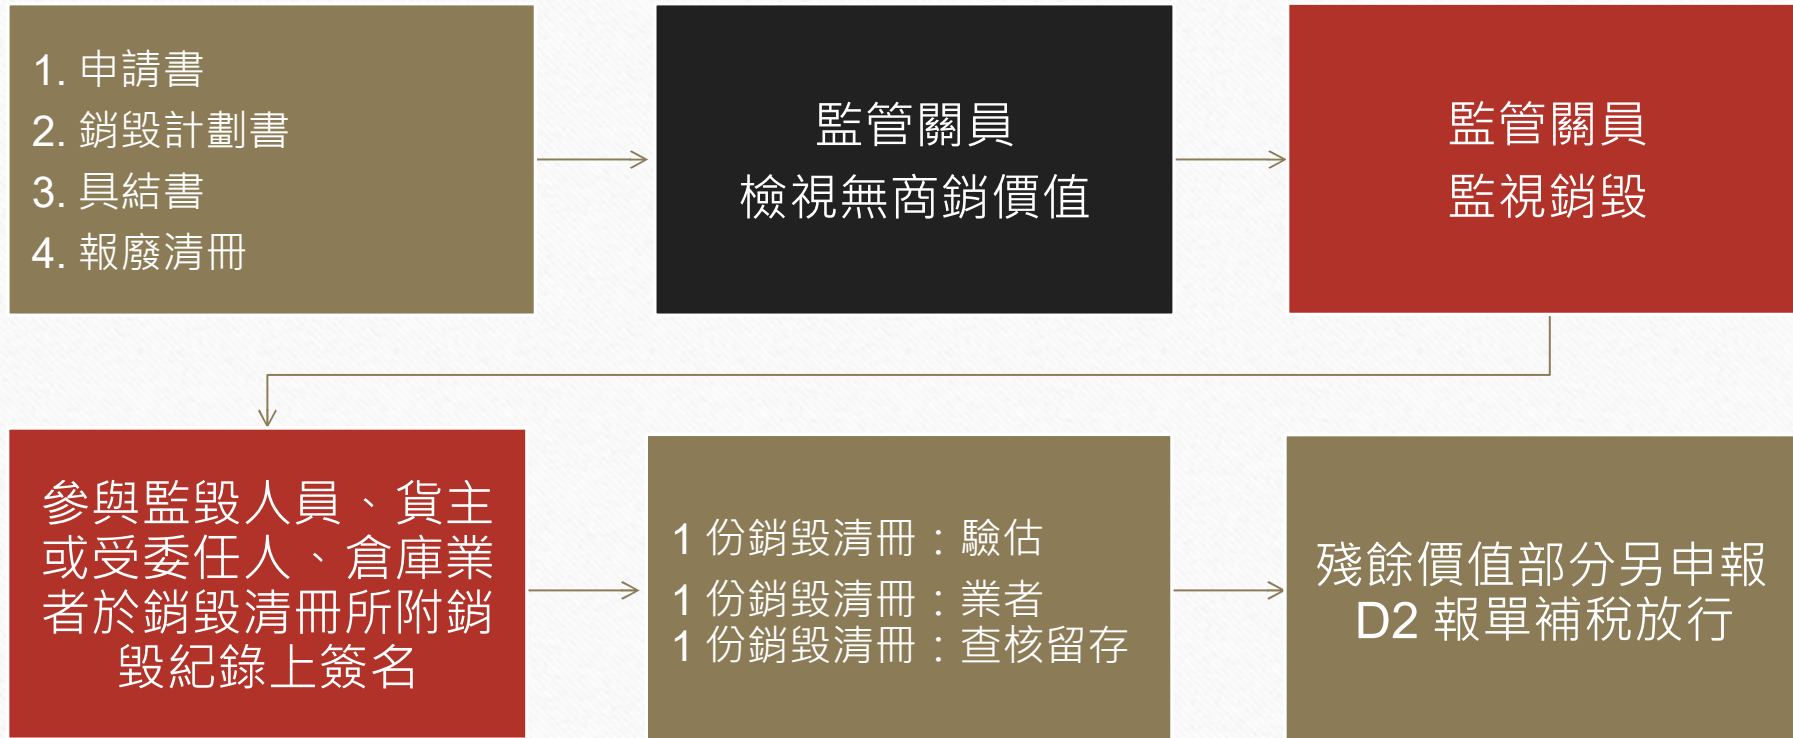 1. 申請書
2. 銷毀計劃書
3. 具結書
4. 報廢清冊
監管關員
檢視無商銷價值
監管關員
監視銷毀
參與監毀人員、貨主
或受委任人、倉庫業
者於銷毀清冊所附銷
毀紀錄上簽名
1 份銷毀清冊：驗估
1 份銷毀清冊：業者
1 份銷毀清冊：查核留存
殘餘價值部分另申報
D2 報單補稅放行